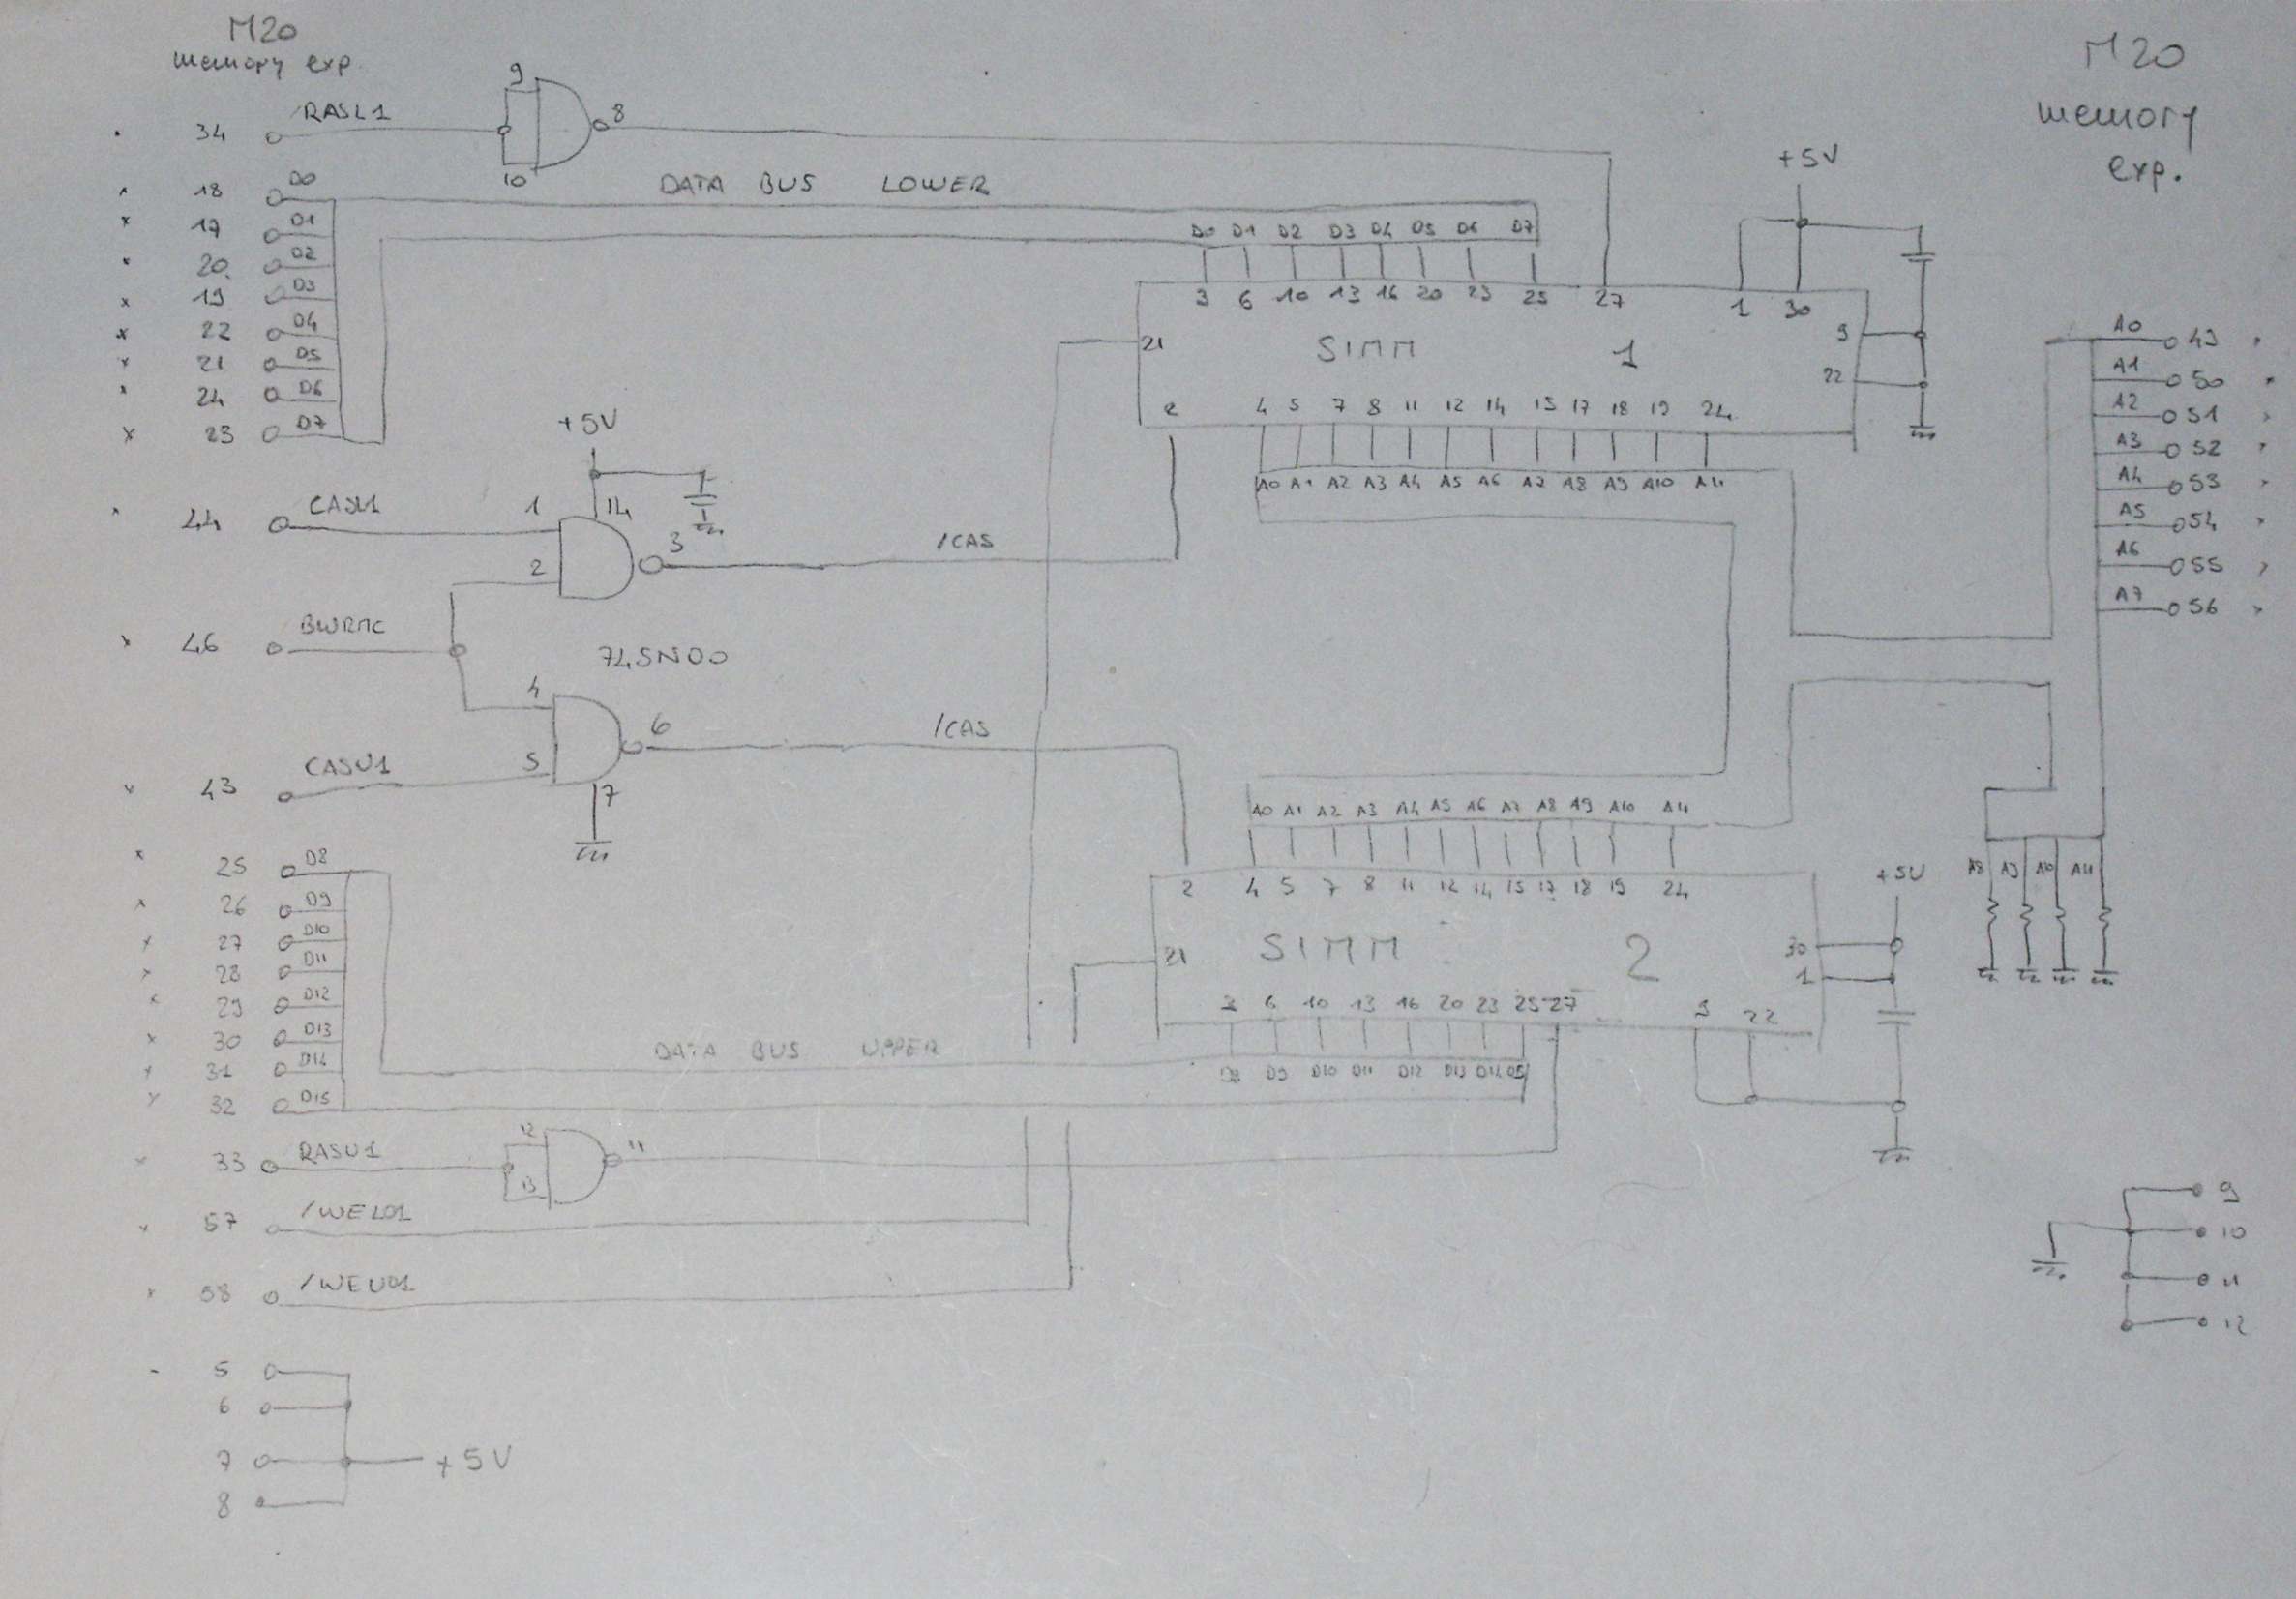 M20
memory exp.
M20
memory
exp.
34 /RASL1
9
10
8
18 D0
17 D1
20 D2
19 D3
22 D4
21 D5
24 D6
23 D7
DATA BUS LOWER
D0 D1 D2 D3 D4 D5 D6 D7
3 6 10 13 16 20 23 25 27 1 30
+5V
21 SIMM 1 9
22
2 4 5 7 8 11 12 14 15 17 18 19 24
A0 A1 A2 A3 A4 A5 A6 A7 A8 A9 A10 A11
A0 49
A1 50
A2 51
A3 52
A4 53
A5 54
A6 55
A7 56
+5V
44 CASL1 1 14
2 3 /CAS
46 BWRMC
74SN00
4
43 CASU1 5 6 /CAS
7
A0 A1 A2 A3 A4 A5 A6 A7 A8 A9 A10 A11
2 4 5 7 8 11 12 14 15 17 18 19 24
+5V
A8 A9 A10 A11
21 SIMM 2 30
1
3 6 10 13 16 20 23 25 27 9 22
D8 D9 D10 D11 D12 D13 D14
25 D8
26 D9
27 D10
28 D11
29 D12
30 D13
31 D14
32 D15
DATA BUS UPPER
33 RASU1
12
13
11
57 /WEL01
58 /WEU01
5
6
7 +5V
8
9
10
11
12